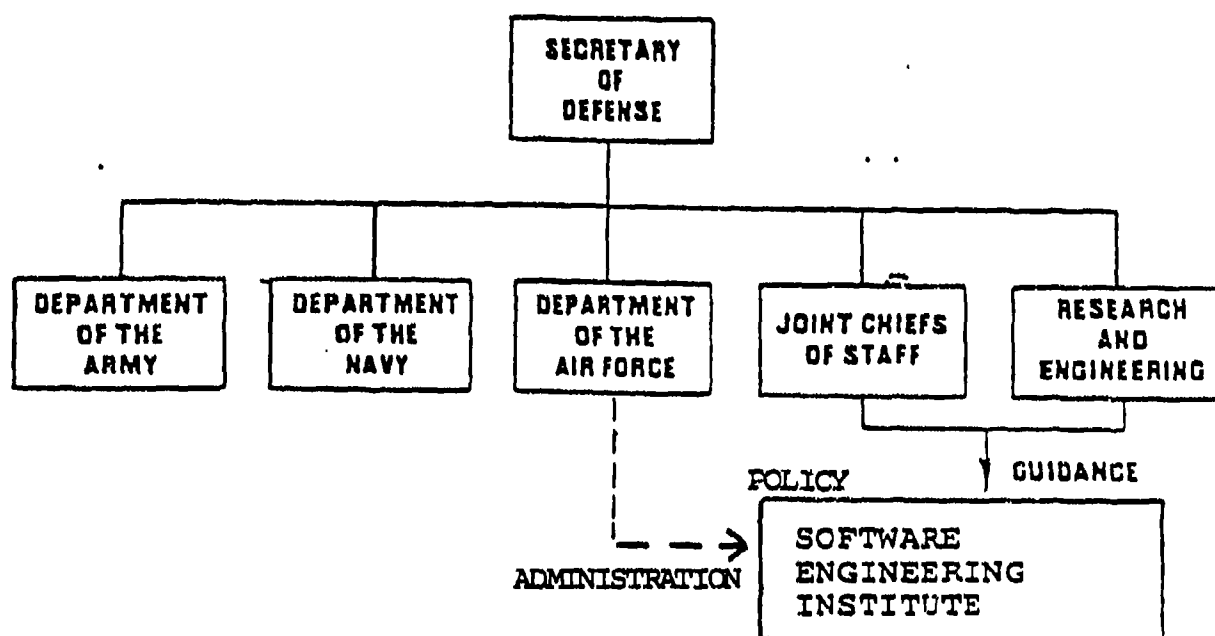 SECRETARY
OF
DEFENSE
DEPARTMENT
OF THE
ARMY
DEPARTMENT
OF THE
NAVY
DEPARTMENT
OF THE
AIR FORCE
JOINT CHIEFS
OF STAFF
RESEARCH
AND
ENGINEERING
POLICY
GUIDANCE
ADMINISTRATION
SOFTWARE
ENGINEERING
INSTITUTE